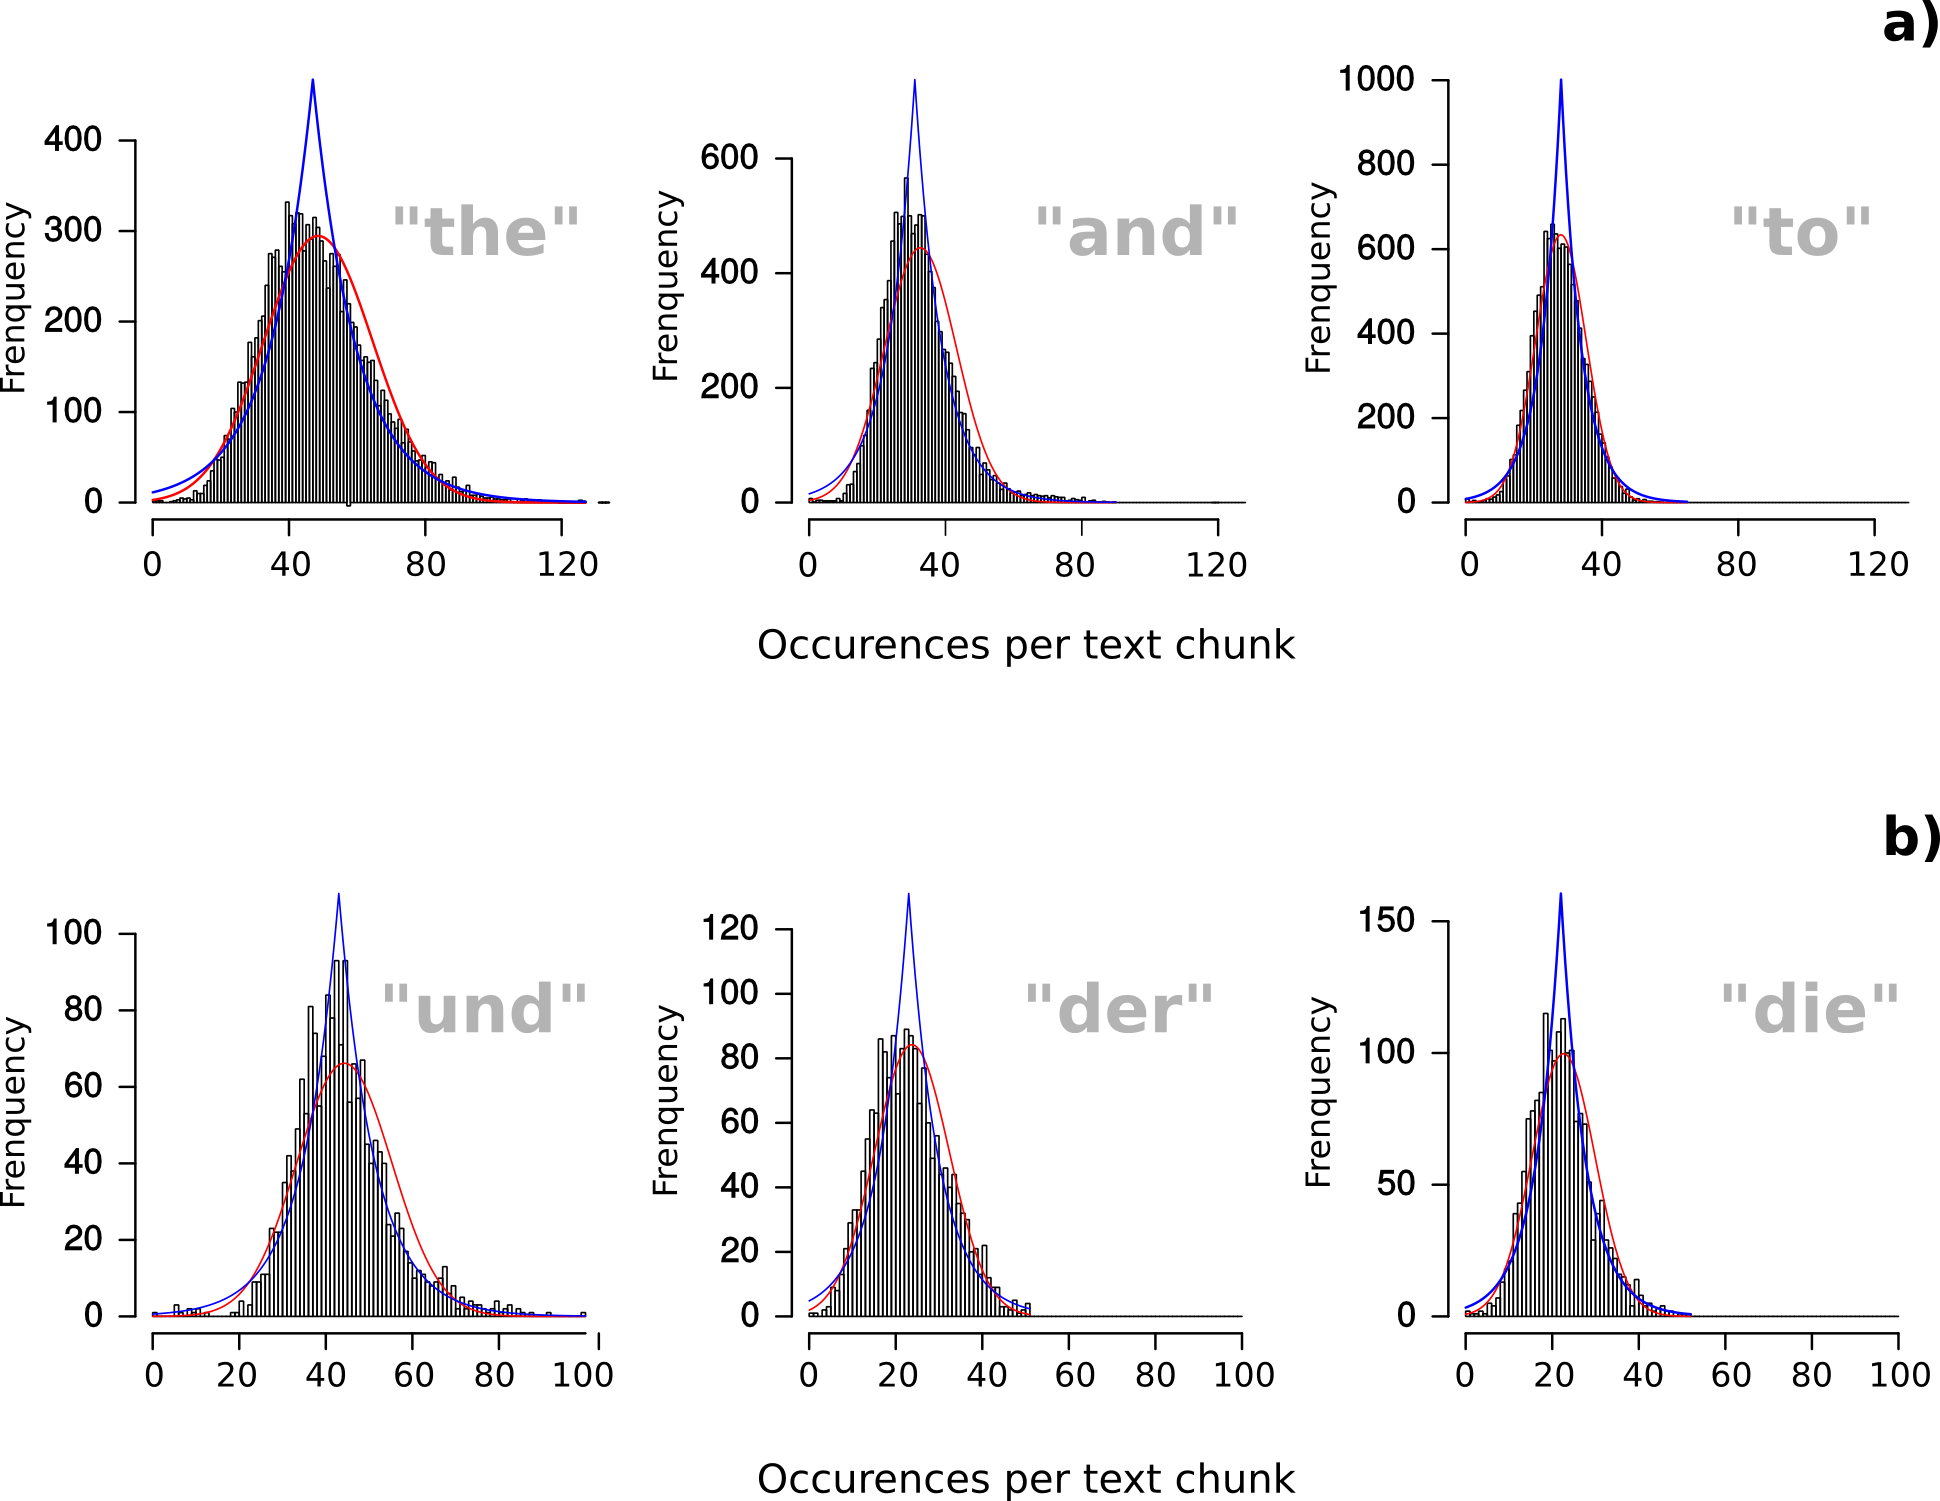 a)
"the"
Frenquency
400
300
200
100
0
0 40 80 120
"and"
Frenquency
600
400
200
0
0 40 80 120
"to"
Frenquency
1000
800
600
400
200
0
0 40 80 120
Occurences per text chunk
b)
"und"
Frenquency
100
80
60
40
20
0
0 20 40 60 80 100
"der"
Frenquency
120
100
80
60
40
20
0
0 20 40 60 80 100
"die"
Frenquency
150
100
50
0
0 20 40 60 80 100
Occurences per text chunk